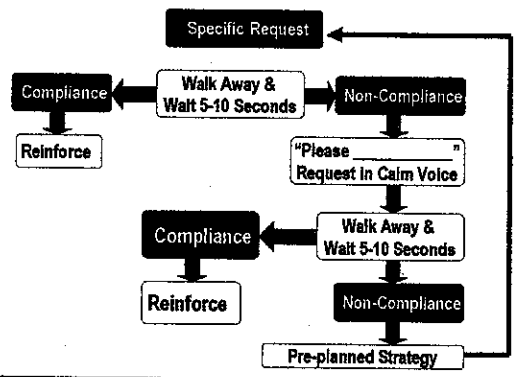 Specific Request
Walk Away &
Wait 5-10 Seconds
Compliance
Non-Compliance
Reinforce
"Please __________ "
Request in Calm Voice
Compliance
Walk Away &
Wait 5-10 Seconds
Reinforce
Non-Compliance
Pre-planned Strategy